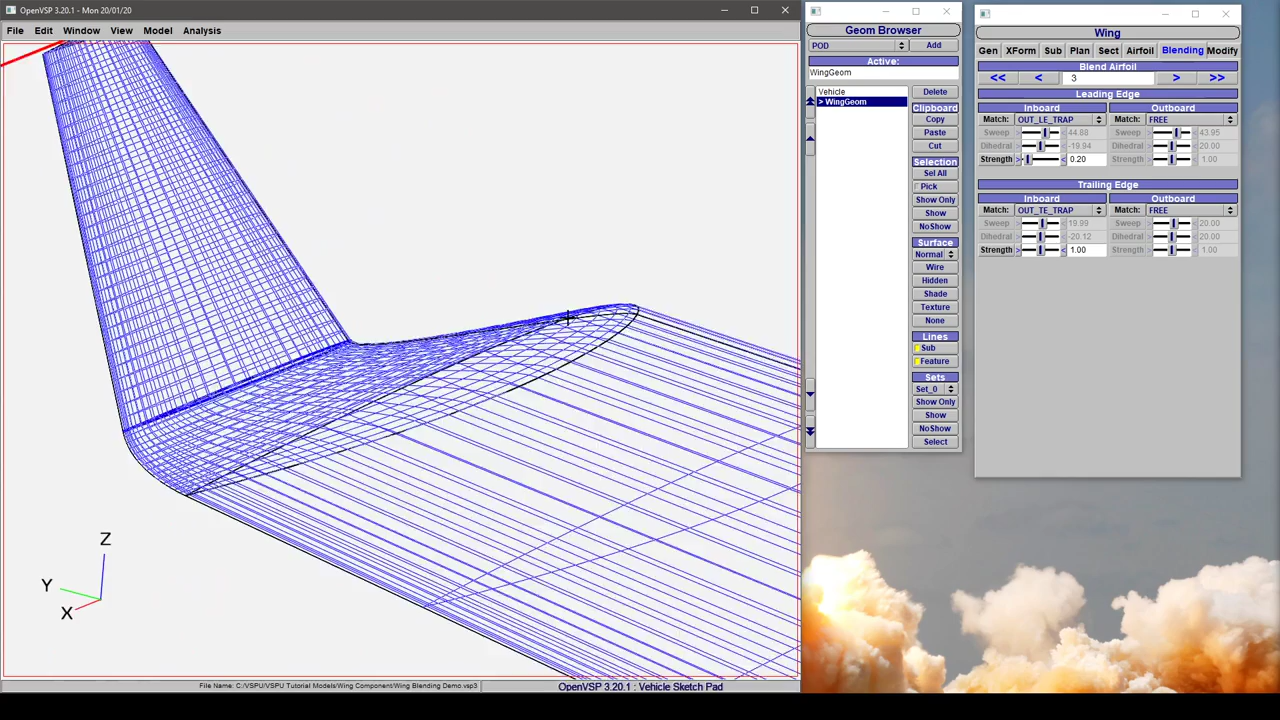 OpenVSP 3.20.1 - Mon 20/01/20
File Edit Window View Model Analysis
Z
Y
X
File Name: C:/VSPU/VSPU Tutorial Models/Wing Component/Wing Blending Demo.vsp3
OpenVSP 3.20.1 : Vehicle Sketch Pad
Geom Browser
POD Add
Active:
WingGeom
Vehicle
> WingGeom
Delete
Clipboard
Copy
Paste
Cut
Selection
Sel All
Pick
Show Only
Show
NoShow
Surface
Normal
Wire
Hidden
Shade
Texture
None
Lines
Sub
Feature
Sets
Set_0
Show Only
Show
NoShow
Select
Wing
Gen XForm Sub Plan Sect Airfoil Blending Modify
Blend Airfoil
<< < 3 > >>
Leading Edge
Inboard Outboard
Match: OUT_LE_TRAP Match: FREE
Sweep > < 44.88 Sweep > < 43.95
Dihedral > < -19.94 Dihedral > < 20.00
Strength > < 0.20 Strength > < 1.00
Trailing Edge
Inboard Outboard
Match: OUT_TE_TRAP Match: FREE
Sweep > < 19.99 Sweep > < 20.00
Dihedral > < -20.12 Dihedral > < 20.00
Strength > < 1.00 Strength > < 1.00